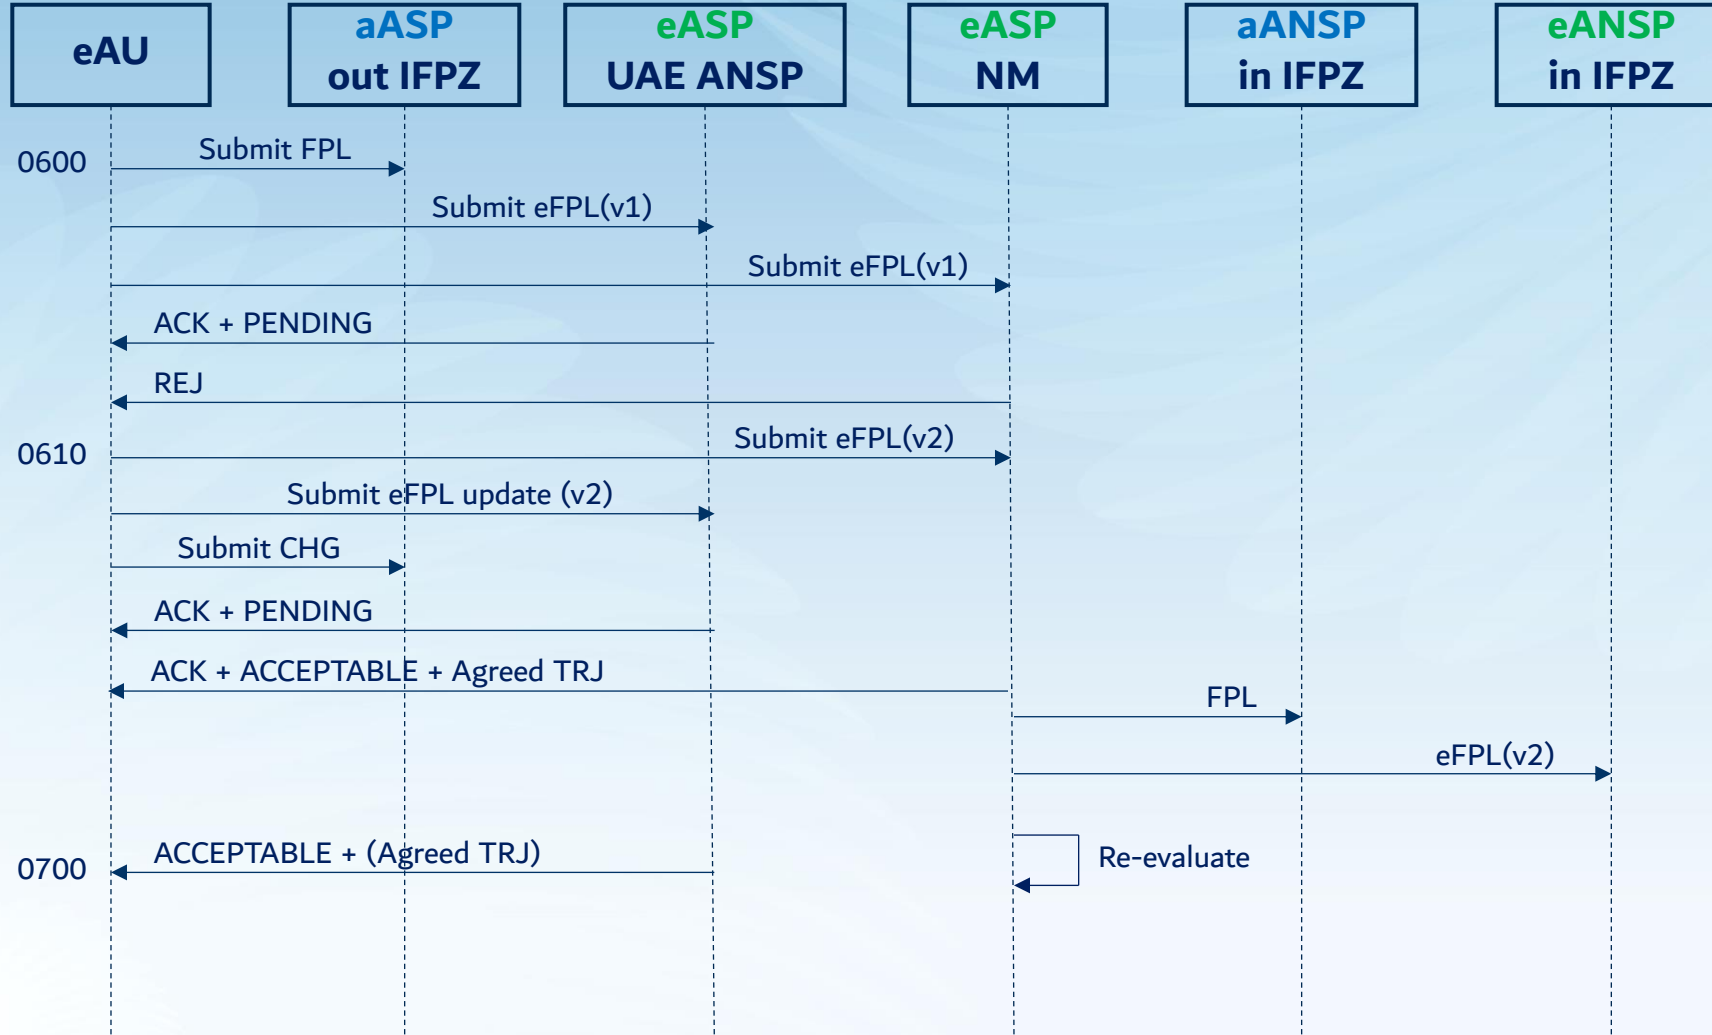 eAU
aASP
out IFPZ
eASP
UAE ANSP
eASP
NM
aANSP
in IFPZ
eANSP
in IFPZ
0600
Submit FPL
Submit eFPL(v1)
Submit eFPL(v1)
ACK + PENDING
REJ
0610
Submit eFPL(v2)
Submit eFPL update (v2)
Submit CHG
ACK + PENDING
ACK + ACCEPTABLE + Agreed TRJ
FPL
eFPL(v2)
0700
ACCEPTABLE + (Agreed TRJ)
Re-evaluate